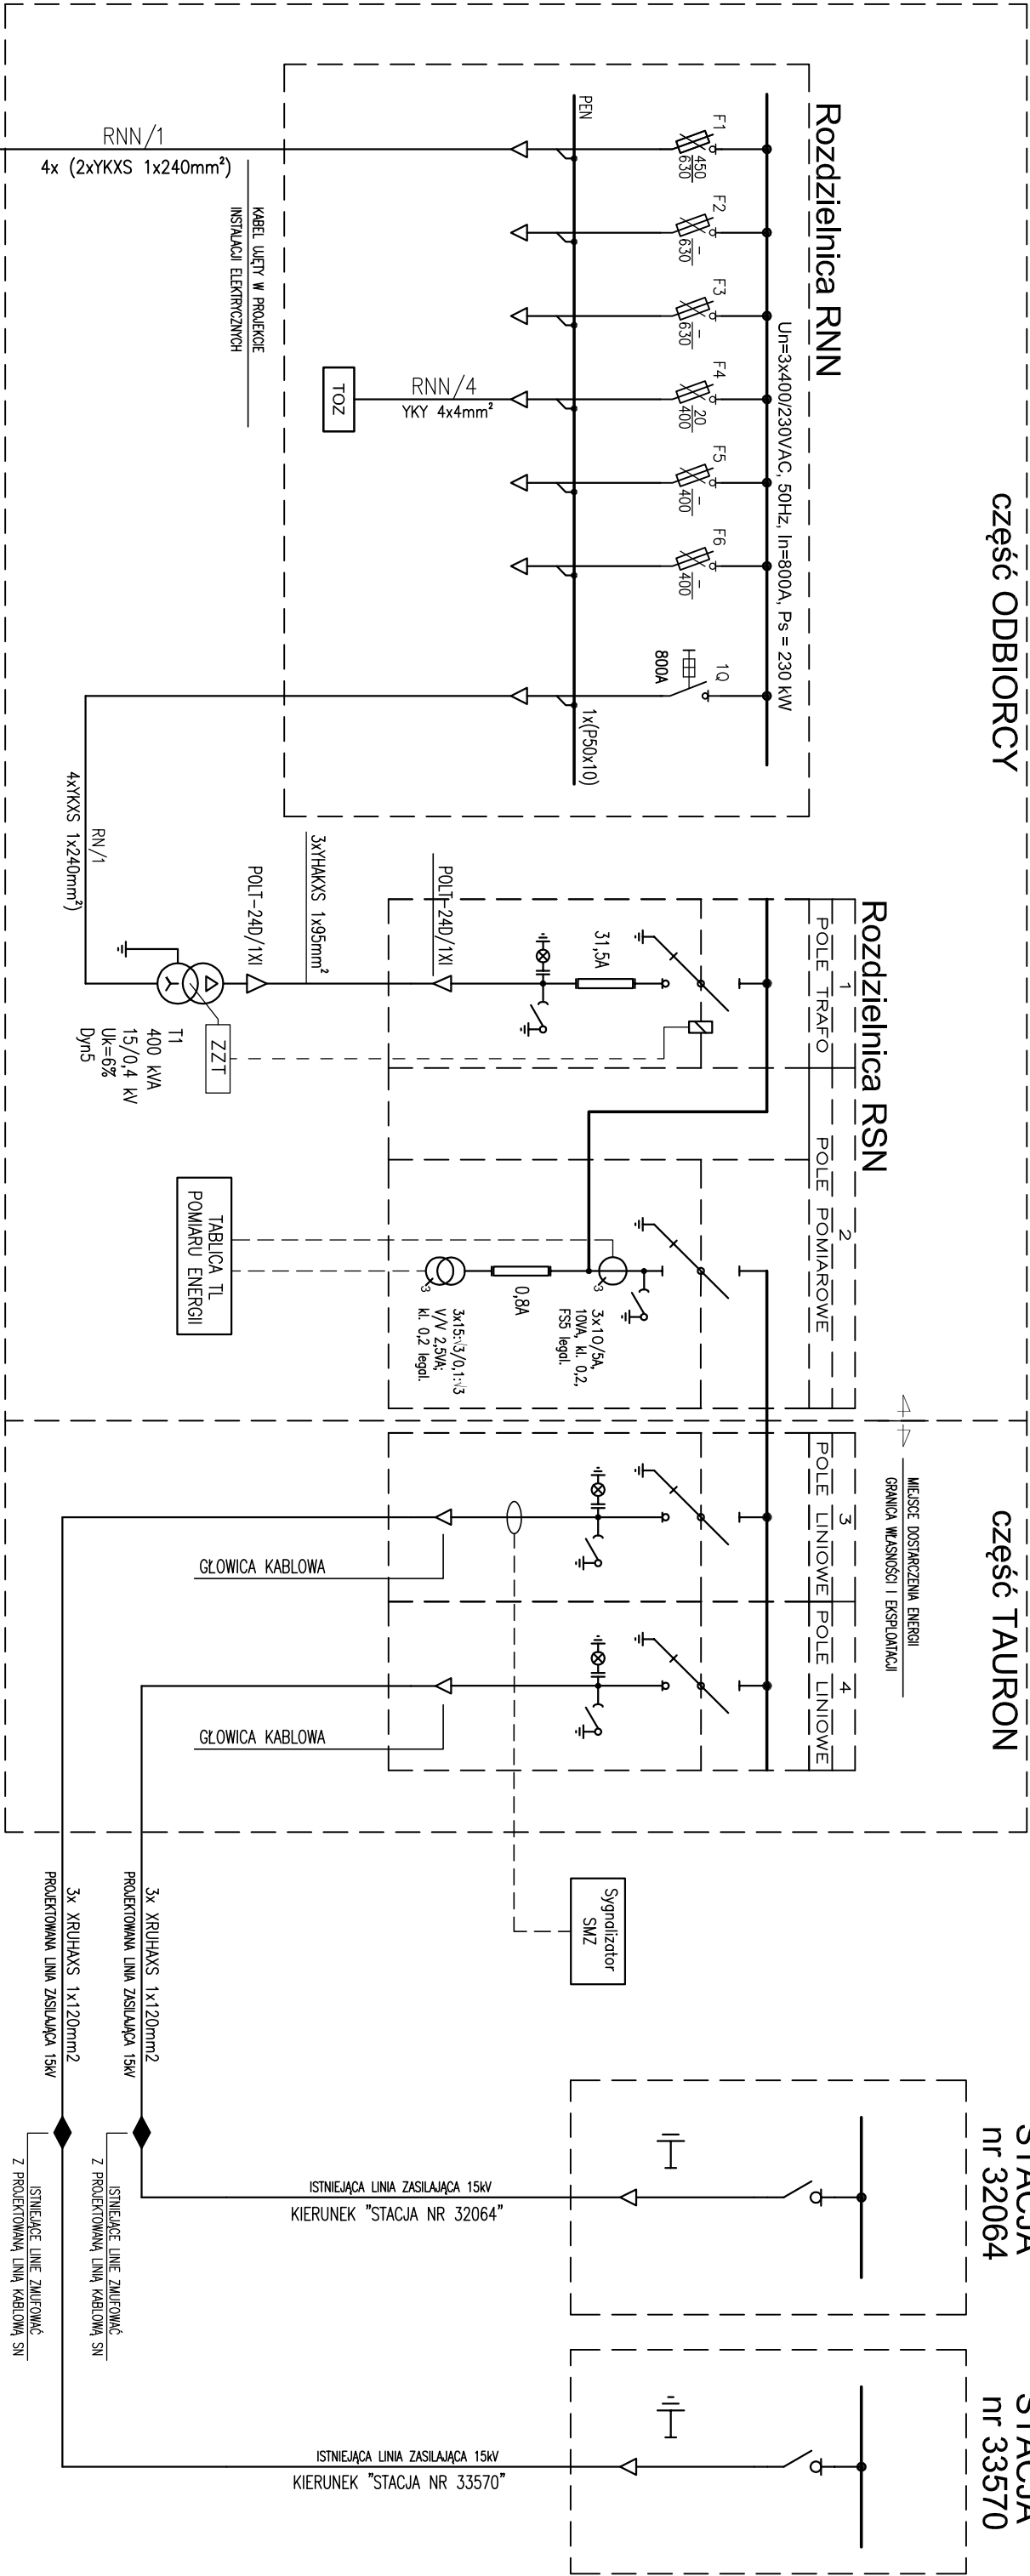 część ODBIORCY
część TAURON
MIEJSCE DOSTARCZENIA ENERGII
GRANICA WŁASNOŚCI I EKSPLOATACJI
Rozdzielnica RNN
Un=3x400/230VAC, 50Hz, In=800A, Ps = 230 kW
F1
450
630
F2
-
630
F3
-
630
F4
20
400
F5
-
400
F6
-
400
1Q
800A
PEN
1x(P50x10)
RNN/1
4x (2xYKXS 1x240mm²)
KABEL UJĘTY W PROJEKCIE
INSTALACJI ELEKTRYCZNYCH
RNN/4
YKY 4x4mm²
TOZ
RN/1
4xYKXS 1x240mm²)
Rozdzielnica RSN
1
POLE TRAFO
2
POLE POMIAROWE
3
POLE LINIOWE
4
POLE LINIOWE
31,5A
POLT-24D/1XI
3xYHAKXS 1x95mm²
POLT-24D/1XI
ZZT
T1
400 kVA
15/0,4 kV
Uk=6%
Dyn5
3
3x10/5A,
10VA, kl. 0,2,
FS5 legal.
0,8A
3
3x15:√3/0,1:√3
V/V 2,5VA;
kl. 0,2 legal.
TABLICA TL
POMIARU ENERGII
GŁOWICA KABLOWA
GŁOWICA KABLOWA
Sygnalizator
SMZ
3x XRUHAXS 1x120mm2
PROJEKTOWANA LINIA ZASILAJĄCA 15kV
3x XRUHAXS 1x120mm2
PROJEKTOWANA LINIA ZASILAJĄCA 15kV
ISTNIEJĄCE LINIE ZMUFOWAĆ
Z PROJEKTOWANĄ LINIĄ KABLOWĄ SN
ISTNIEJĄCE LINIE ZMUFOWAĆ
Z PROJEKTOWANĄ LINIĄ KABLOWĄ SN
STACJA
nr 32064
ISTNIEJĄCA LINIA ZASILAJĄCA 15kV
KIERUNEK "STACJA NR 32064"
STACJA
nr 33570
ISTNIEJĄCA LINIA ZASILAJĄCA 15kV
KIERUNEK "STACJA NR 33570"